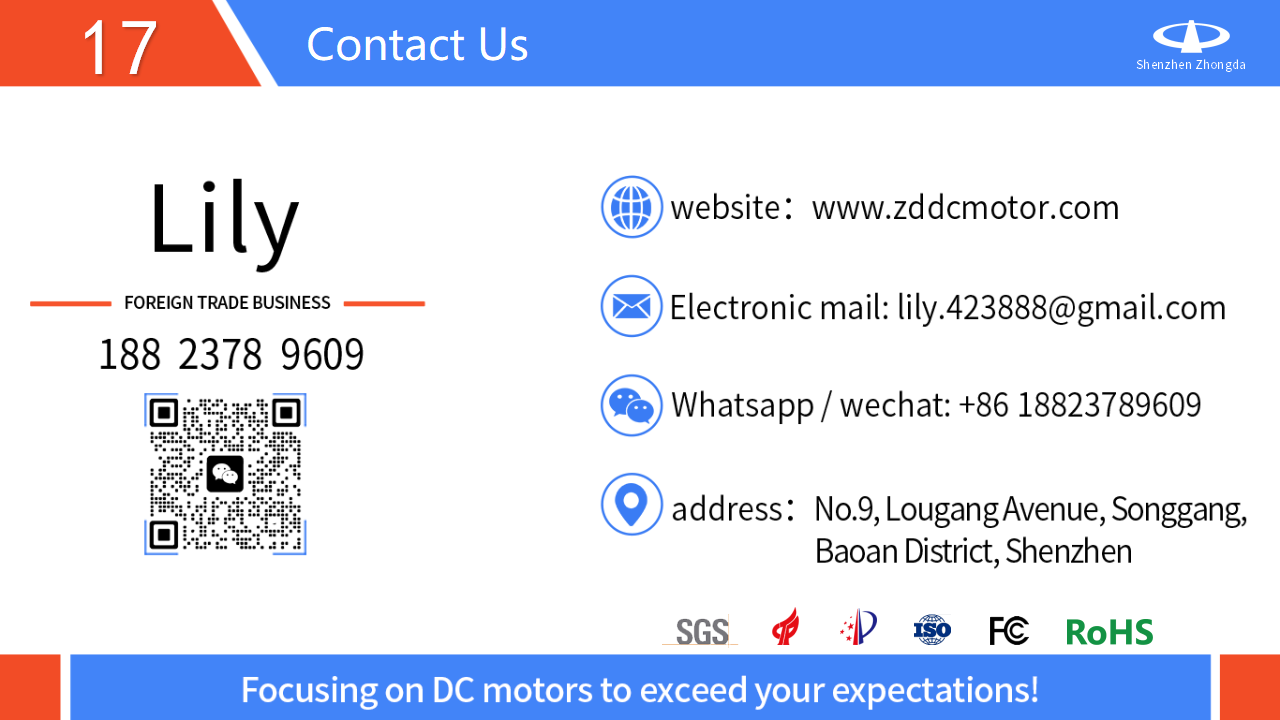 17
Contact Us
Shenzhen Zhongda
Lily
FOREIGN TRADE BUSINESS
188 2378 9609
website：www.zddcmotor.com
Electronic mail: lily.423888@gmail.com
Whatsapp / wechat: +86 18823789609
address：No.9, Lougang Avenue, Songgang,
Baoan District, Shenzhen
SGS
ISO
FC
RoHS
Focusing on DC motors to exceed your expectations!